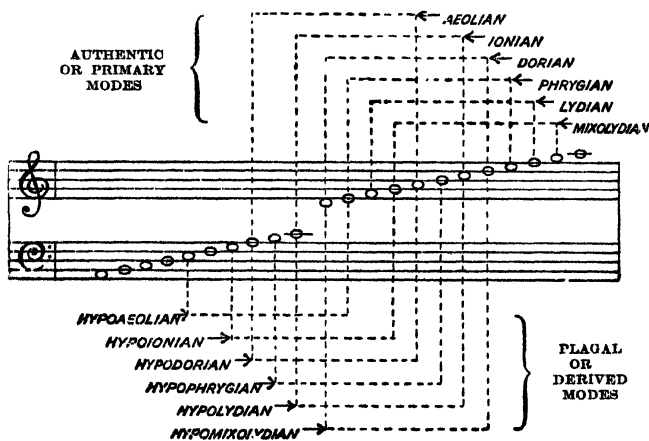 AEOLIAN
IONIAN
DORIAN
PHRYGIAN
LYDIAN
MIXOLYDIAN
AUTHENTIC
OR PRIMARY
MODES
HYPOAEOLIAN
HYPOIONIAN
HYPODORIAN
HYPOPHRYGIAN
HYPOLYDIAN
HYPOMIXOLYDIAN
PLAGAL
OR
DERIVED
MODES